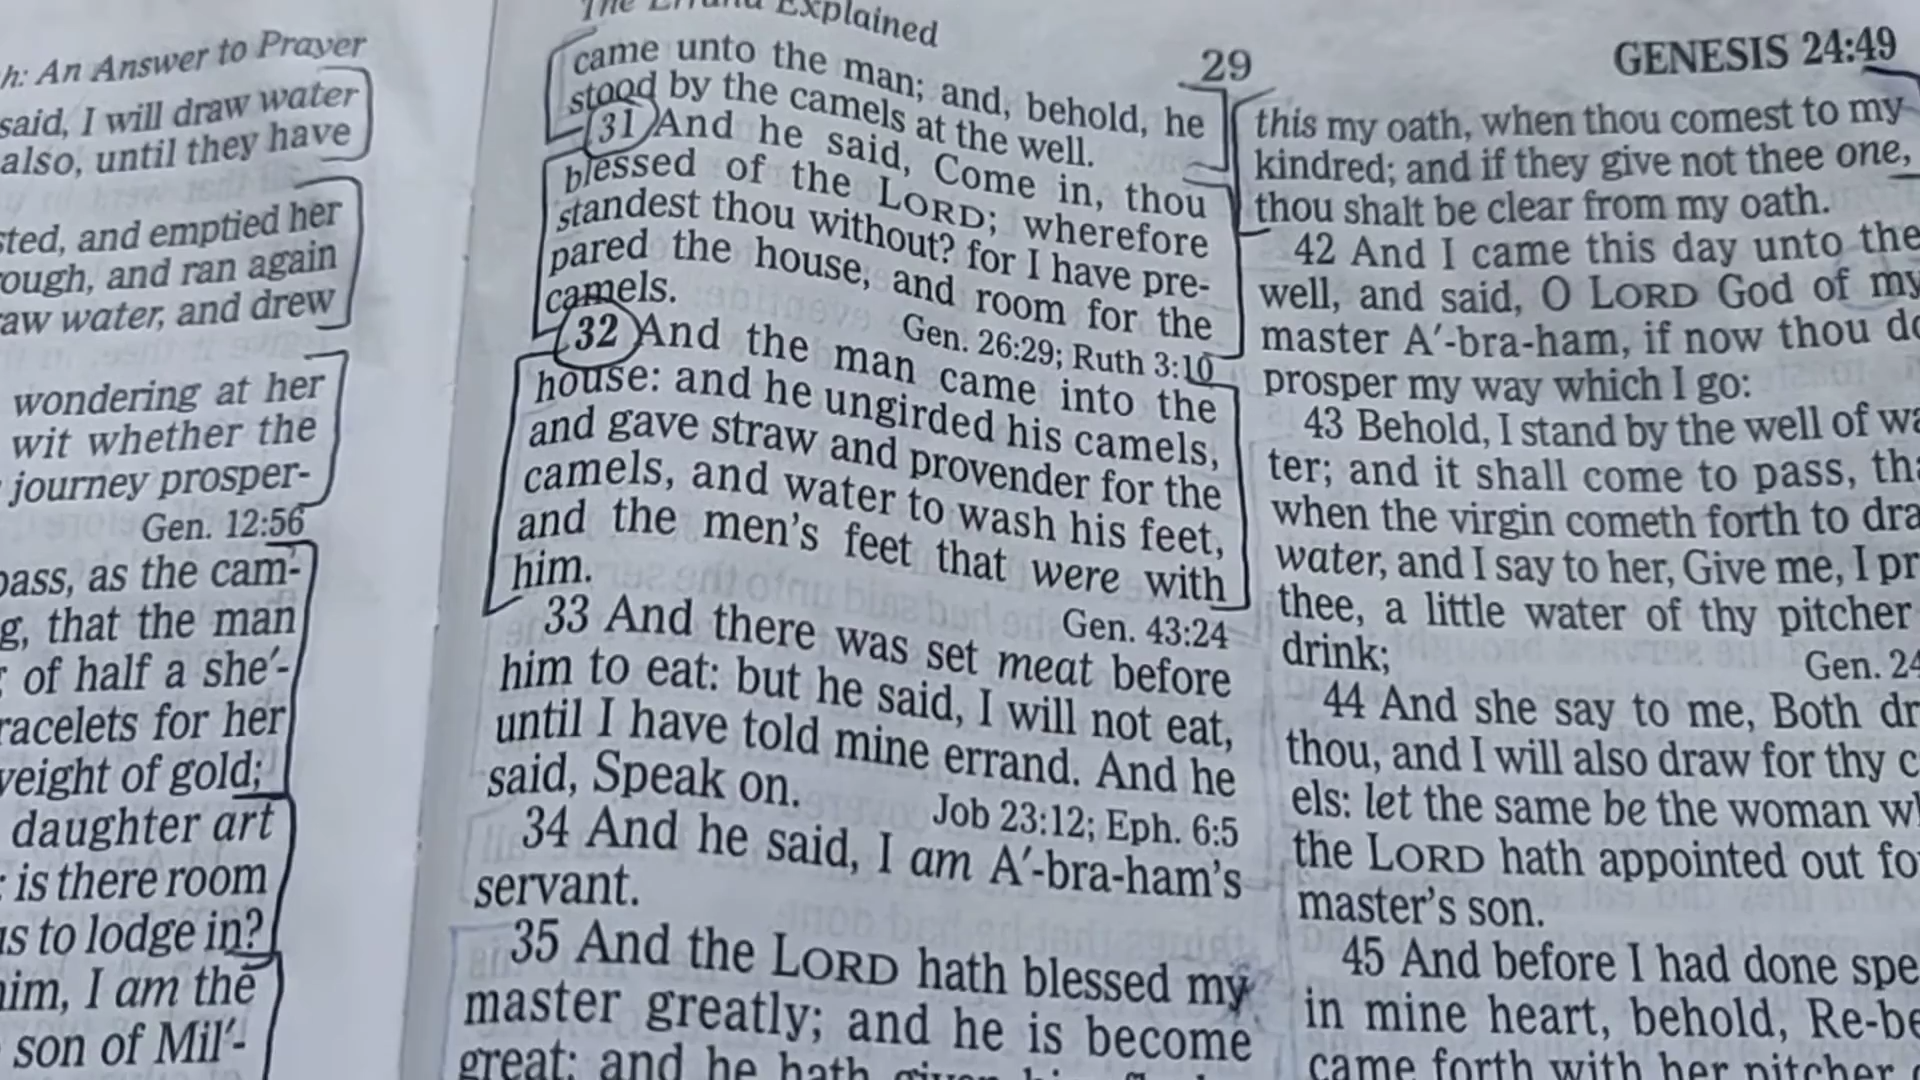 h: An Answer to Prayer
said, I will draw water
also, until they have
and emptied her
and ran again
water, and drew
wondering at her
wit whether the
journey prosper-
Gen. 12:56
as the cam-
that the man
of half a she′-
for her
of gold;
daughter art
is there room
to lodge in?
I am the
son of Mil′-
The Errand Explained
came unto the man; and, behold, he
stood by the camels at the well.
31 And he said, Come in, thou
blessed of the LORD; wherefore
standest thou without? for I have pre-
pared the house, and room for the
camels.
Gen. 26:29; Ruth 3:10
32 And the man came into the
house: and he ungirded his camels,
and gave straw and provender for the
camels, and water to wash his feet,
and the men's feet that were with
him.
Gen. 43:24
33 And there was set meat before
him to eat: but he said, I will not eat,
until I have told mine errand. And he
said, Speak on.
Job 23:12; Eph. 6:5
34 And he said, I am A′-bra-ham's
servant.
35 And the LORD hath blessed my
master greatly; and he is become
great: and he hath given him
29
GENESIS 24:49
this my oath, when thou comest to my
kindred; and if they give not thee one,
thou shalt be clear from my oath.
42 And I came this day unto the
well, and said, O LORD God of my
master A′-bra-ham, if now thou do
prosper my way which I go:
43 Behold, I stand by the well of wa
ter; and it shall come to pass, tha
when the virgin cometh forth to dra
water, and I say to her, Give me, I pr
thee, a little water of thy pitcher
drink;
Gen. 24
44 And she say to me, Both dr
thou, and I will also draw for thy c
els: let the same be the woman wh
the LORD hath appointed out fo
master's son.
45 And before I had done spe
in mine heart, behold, Re-be
came forth with her pitcher